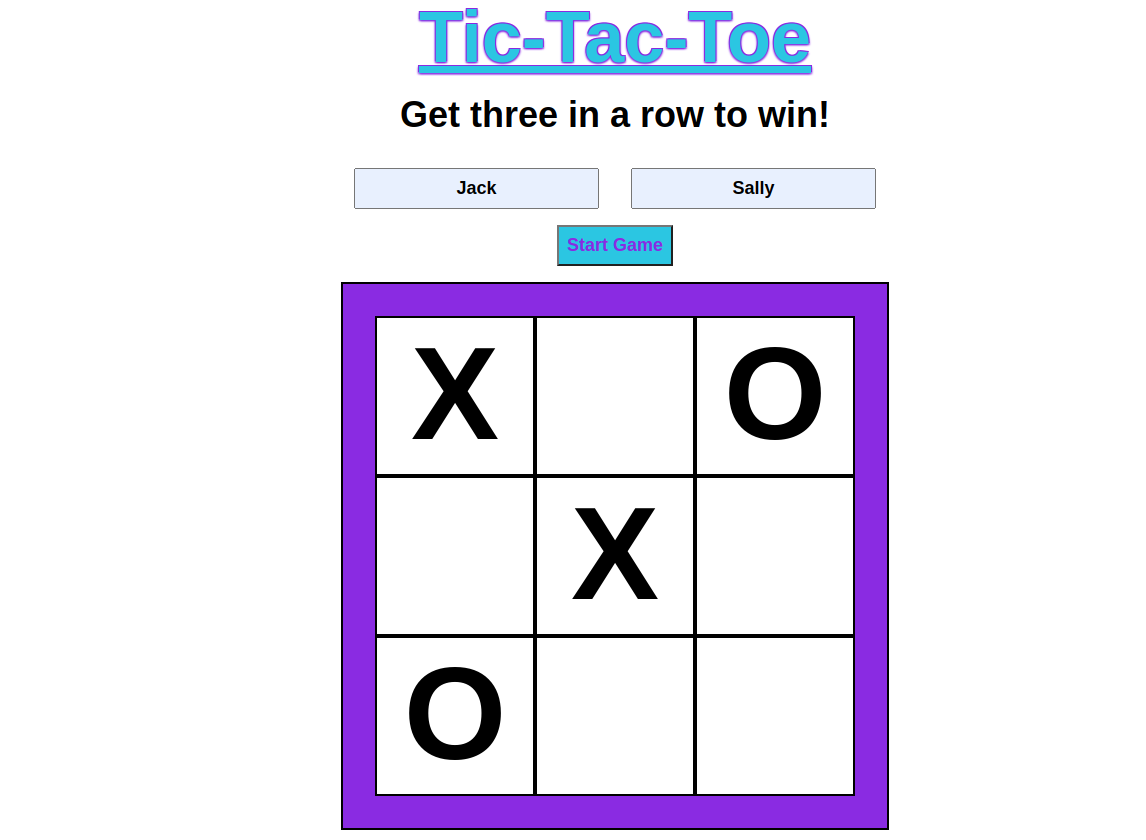 Tic-Tac-Toe
Get three in a row to win!
Jack Sally
Start Game
X O
X
O